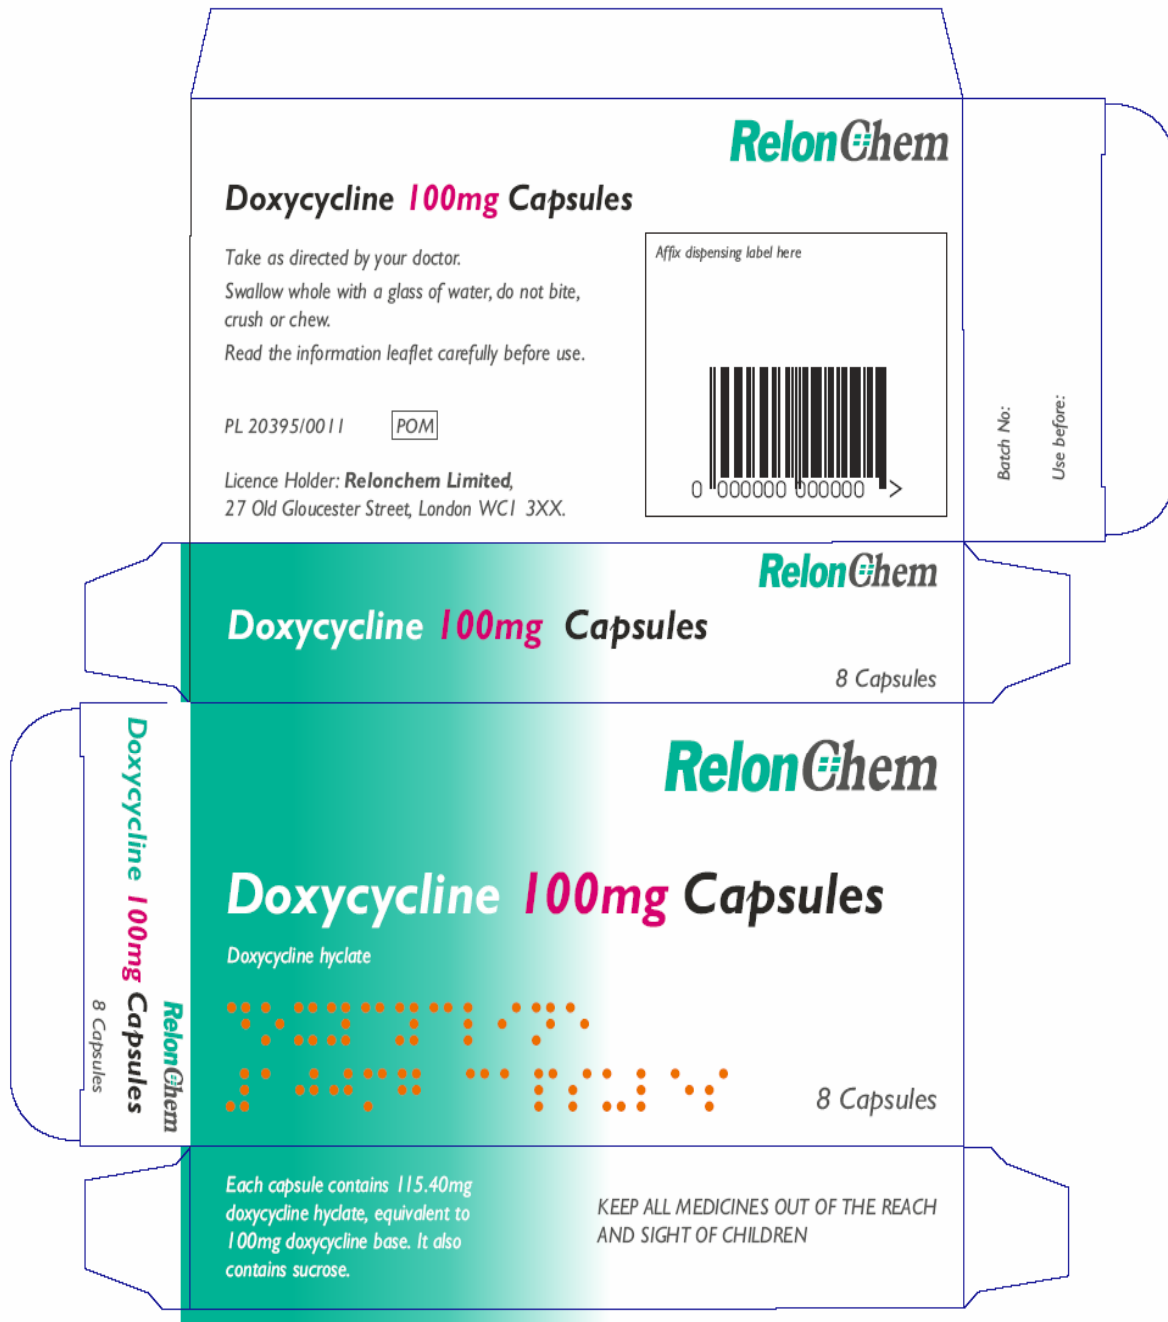 RelonChem
Doxycycline 100mg Capsules
Take as directed by your doctor.
Swallow whole with a glass of water, do not bite,
crush or chew.
Read the information leaflet carefully before use.
PL 20395/0011 POM
Licence Holder: Relonchem Limited,
27 Old Gloucester Street, London WC1 3XX.
Affix dispensing label here
0 000000 000000 >
Batch No:
Use before:
RelonChem
Doxycycline 100mg Capsules
8 Capsules
Doxycycline 100mg Capsules
8 Capsules
RelonChem
RelonChem
Doxycycline 100mg Capsules
Doxycycline hyclate
8 Capsules
Each capsule contains 115.40mg
doxycycline hyclate, equivalent to
100mg doxycycline base. It also
contains sucrose.
KEEP ALL MEDICINES OUT OF THE REACH
AND SIGHT OF CHILDREN